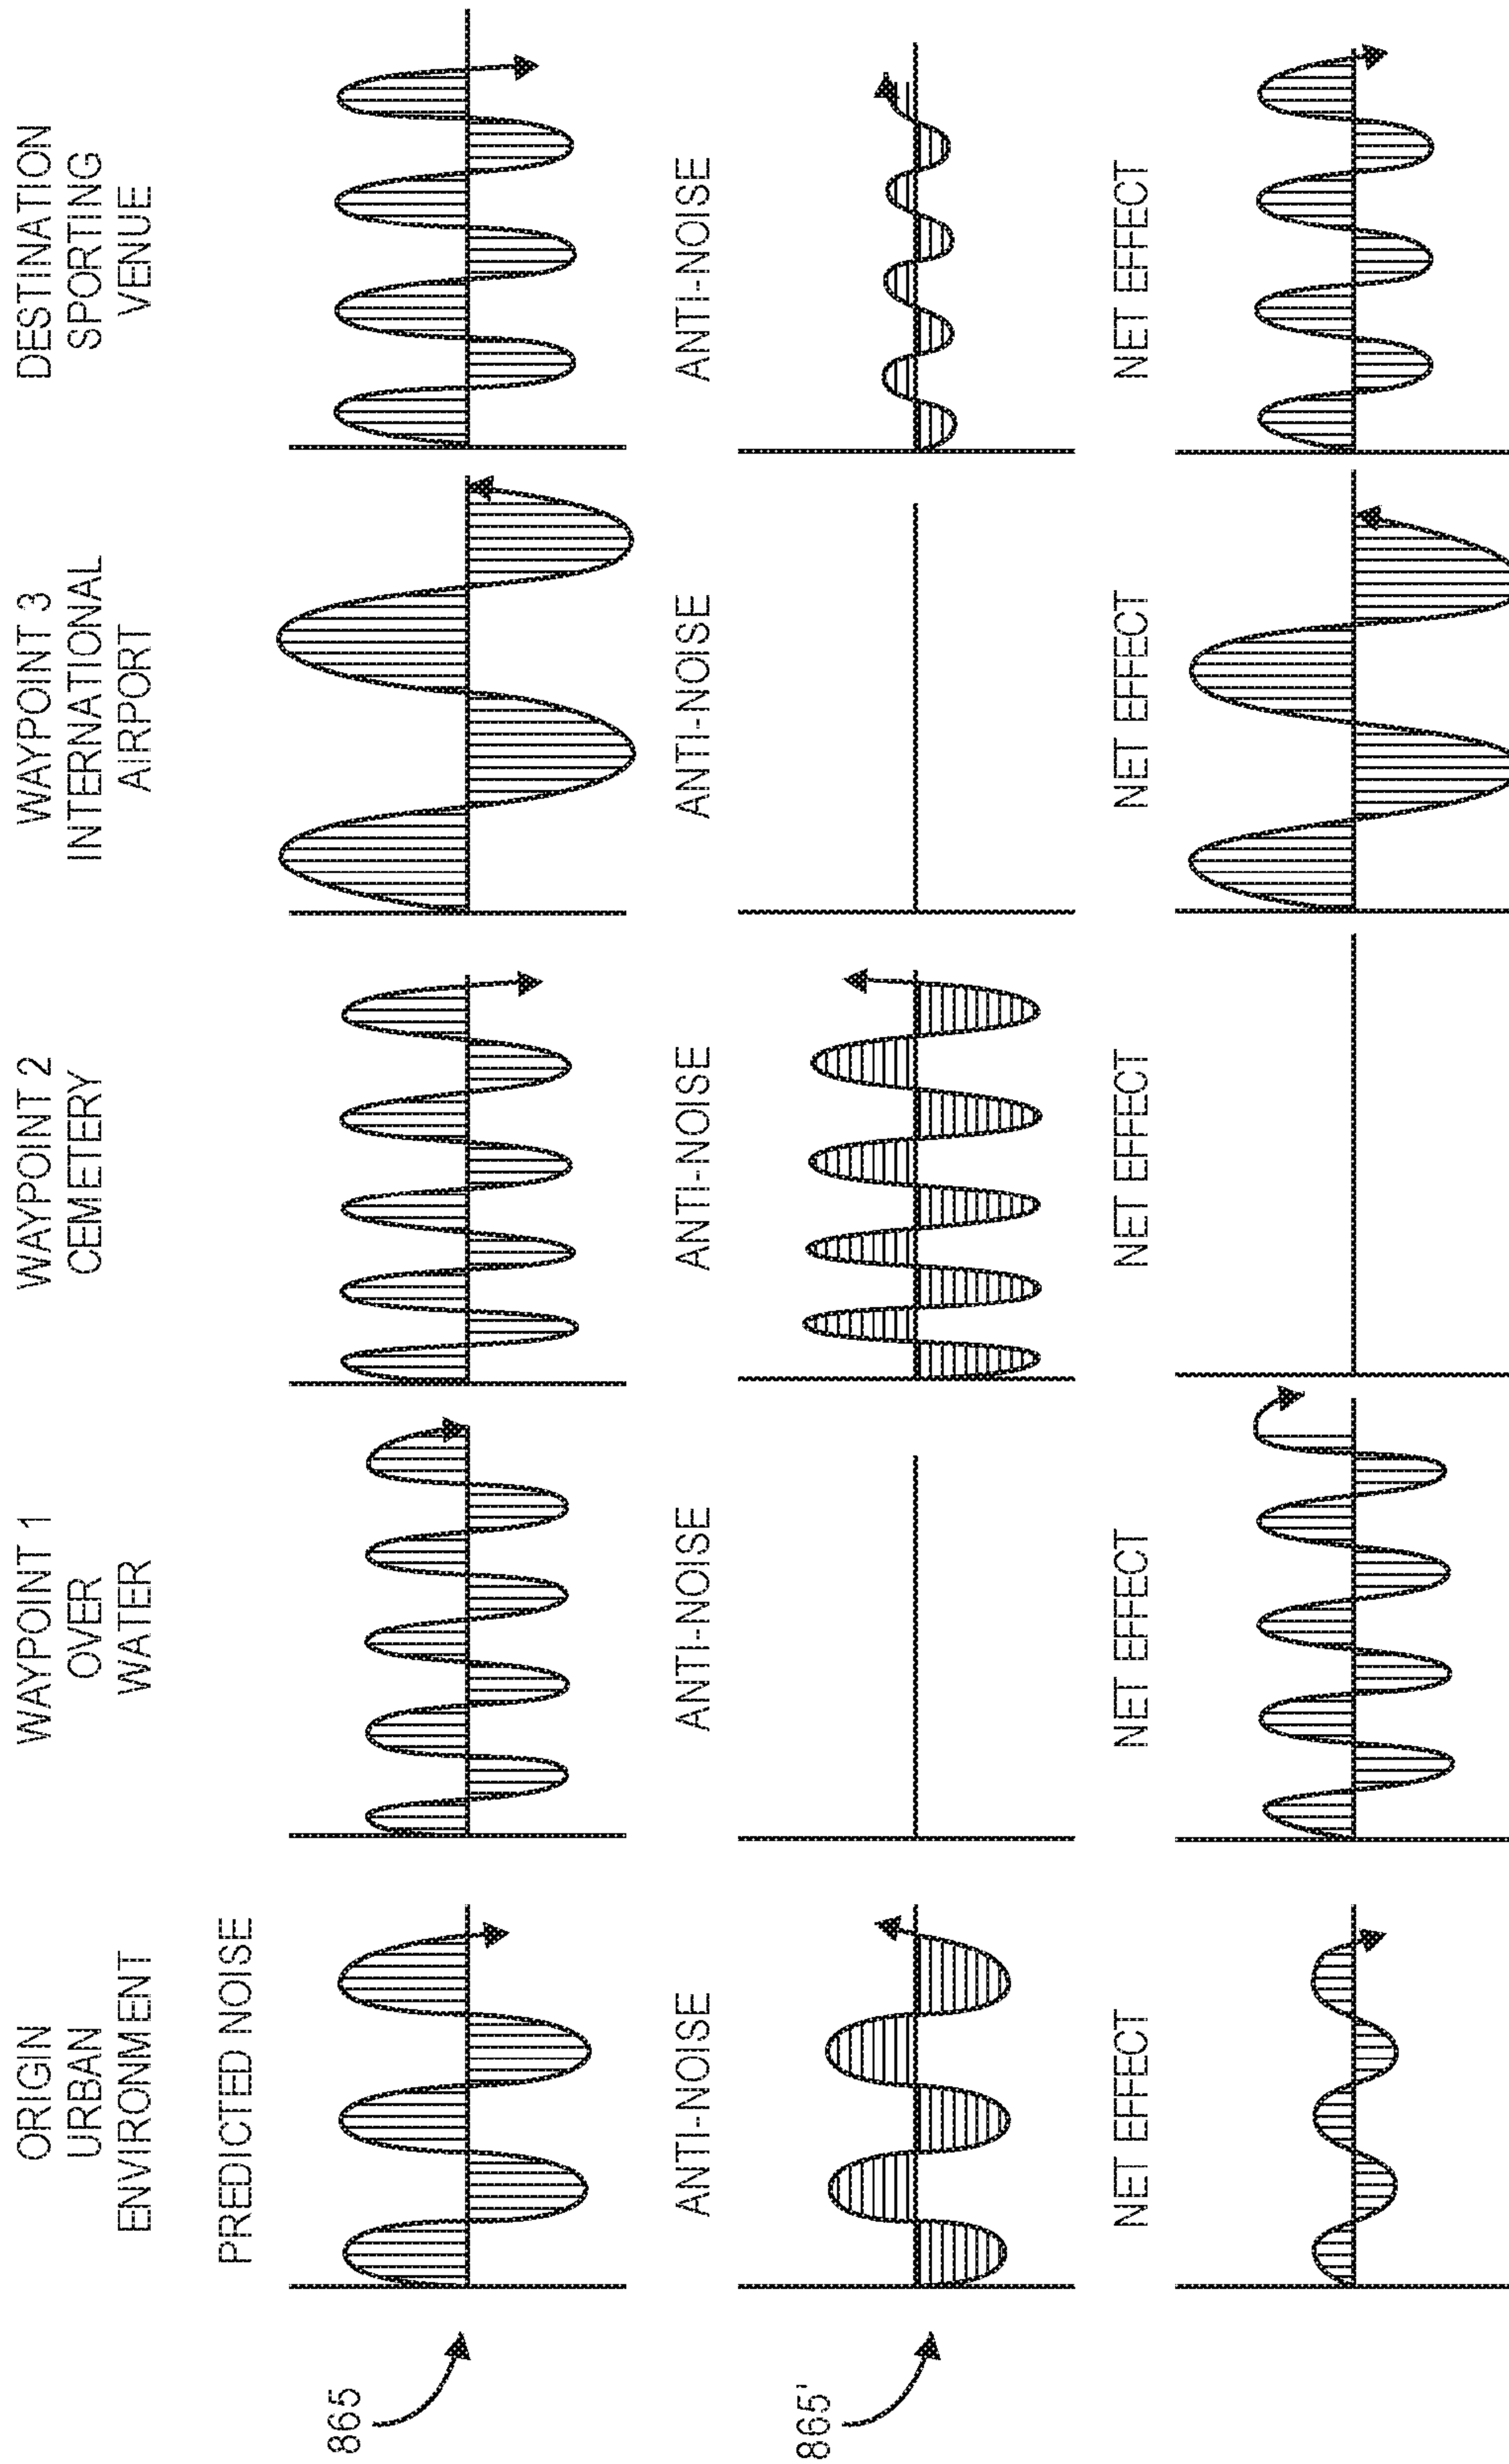 ORIGIN
URBAN
ENVIRONMENT
WAYPOINT 1
OVER
WATER
WAYPOINT 2
CEMETERY
WAYPOINT 3
INTERNATIONAL
AIRPORT
DESTINATION
SPORTING
VENUE
PREDICTED NOISE
865
ANTI-NOISE
ANTI-NOISE
ANTI-NOISE
ANTI-NOISE
ANTI-NOISE
865'
NET EFFECT
NET EFFECT
NET EFFECT
NET EFFECT
NET EFFECT